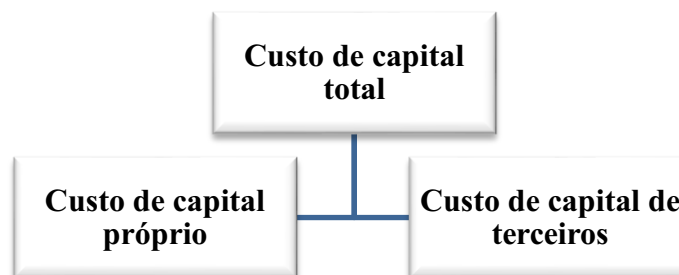 Custo de capital
total
Custo de capital
próprio
Custo de capital de
terceiros